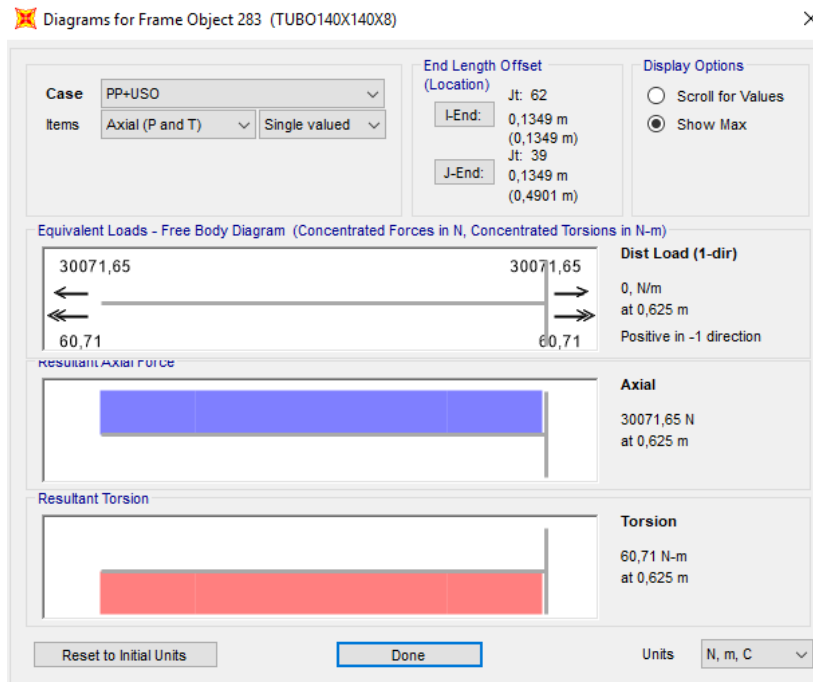 Diagrams for Frame Object 283 (TUBO140X140X8)
Case PP+USO
Items Axial (P and T) Single valued
End Length Offset
(Location)
Jt: 62
I-End: 0,1349 m
(0,1349 m)
Jt: 39
J-End: 0,1349 m
(0,4901 m)
Display Options
Scroll for Values
Show Max
Equivalent Loads - Free Body Diagram (Concentrated Forces in N, Concentrated Torsions in N-m)
30071,65 30071,65
60,71 60,71
Dist Load (1-dir)
0, N/m
at 0,625 m
Positive in -1 direction
Resultant Axial Force
Axial
30071,65 N
at 0,625 m
Resultant Torsion
Torsion
60,71 N-m
at 0,625 m
Reset to Initial Units Done Units N, m, C